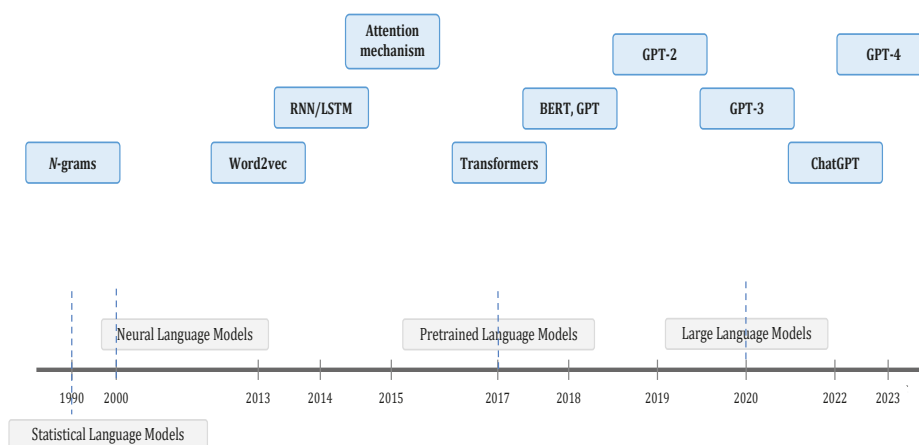 Attention
mechanism
GPT-2
GPT-4
RNN/LSTM
BERT, GPT
GPT-3
N-grams
Word2vec
Transformers
ChatGPT
Neural Language Models
Pretrained Language Models
Large Language Models
1990 2000 2013 2014 2015 2017 2018 2019 2020 2022 2023
Statistical Language Models